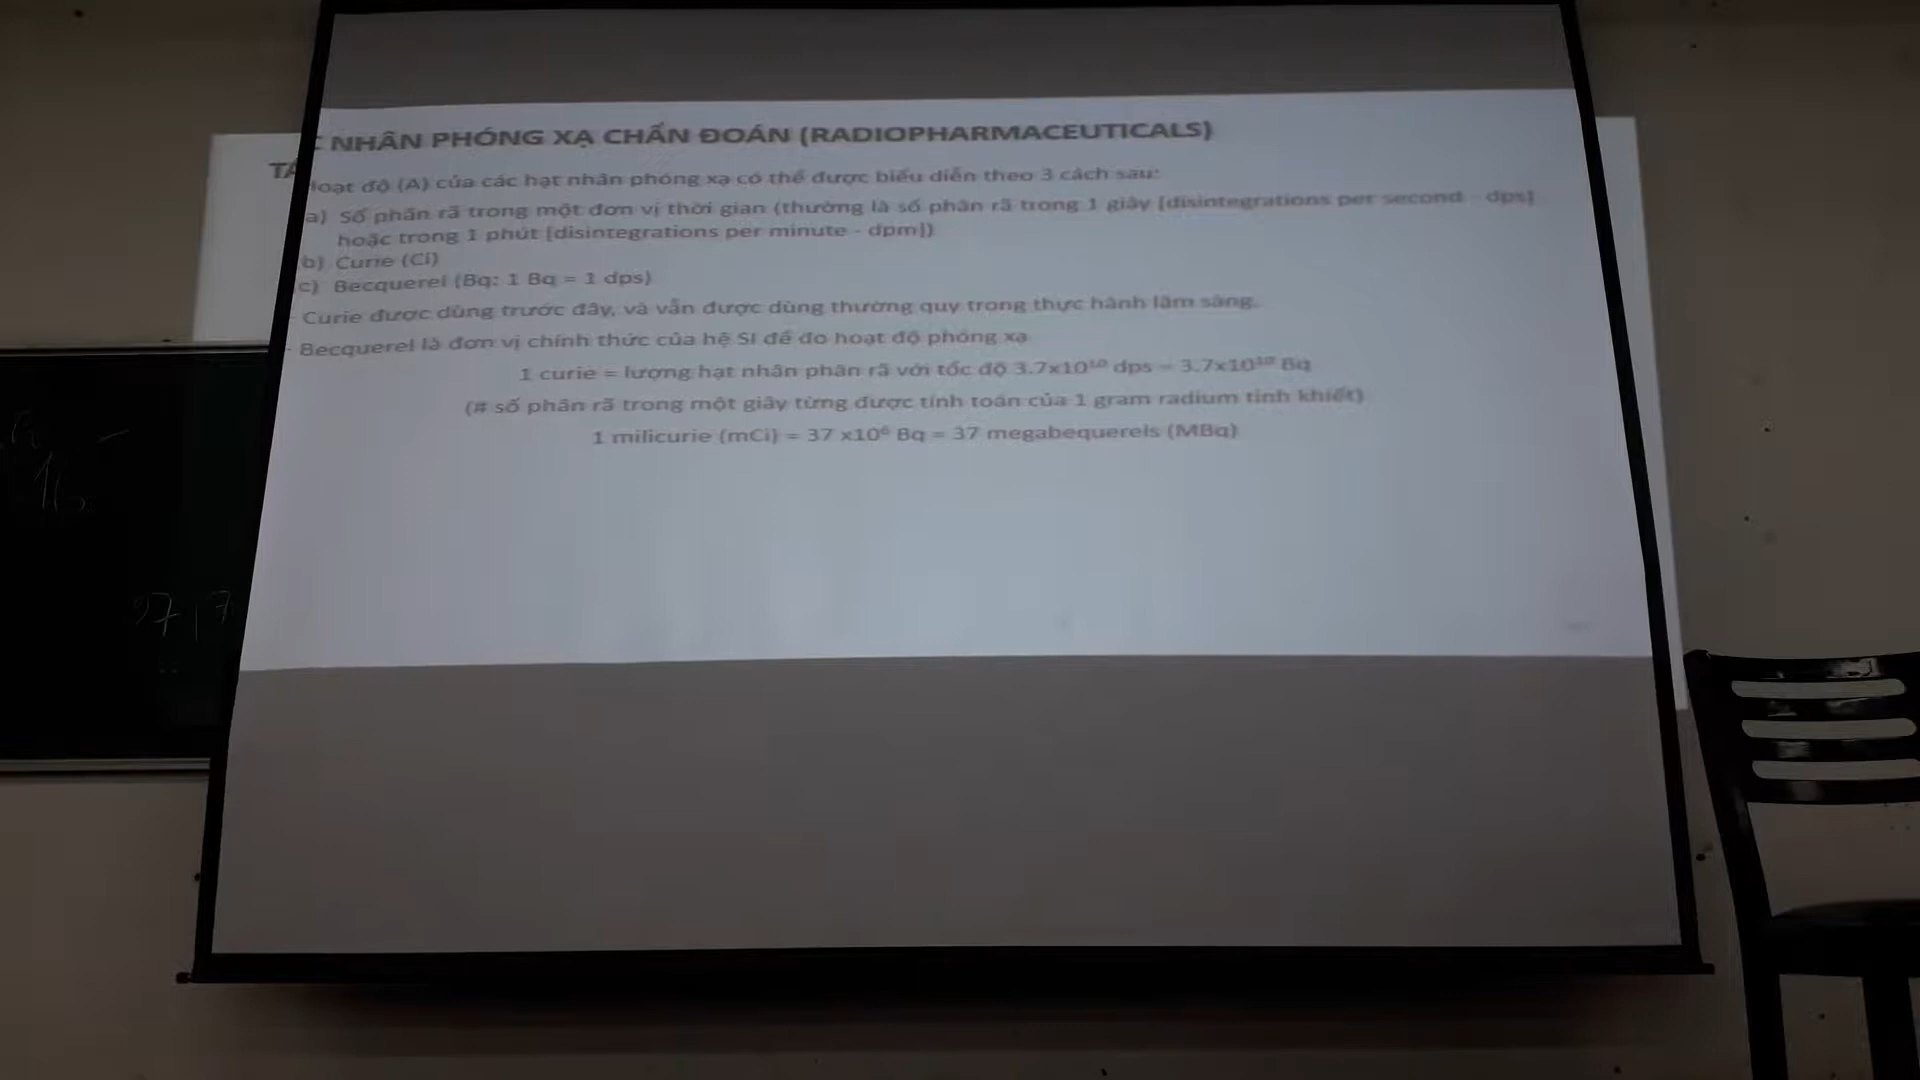 TÁC NHÂN PHÓNG XẠ CHẨN ĐOÁN (RADIOPHARMACEUTICALS)
Hoạt độ (A) của các hạt nhân phóng xạ có thể được biểu diễn theo 3 cách sau:
a) Số phân rã trong một đơn vị thời gian (thường là số phân rã trong 1 giây [disintegrations per second - dps]
hoặc trong 1 phút [disintegrations per minute - dpm])
b) Curie (Ci)
c) Becquerel (Bq: 1 Bq = 1 dps)
- Curie được dùng trước đây, và vẫn được dùng thường quy trong thực hành lâm sàng.
- Becquerel là đơn vị chính thức của hệ SI để đo hoạt độ phóng xạ
1 curie = lượng hạt nhân phân rã với tốc độ 3.7x10¹⁰ dps = 3.7x10¹⁰ Bq
(# số phân rã trong một giây từng được tính toán của 1 gram radium tinh khiết)
1 milicurie (mCi) = 37 x10⁶ Bq = 37 megabequerels (MBq)